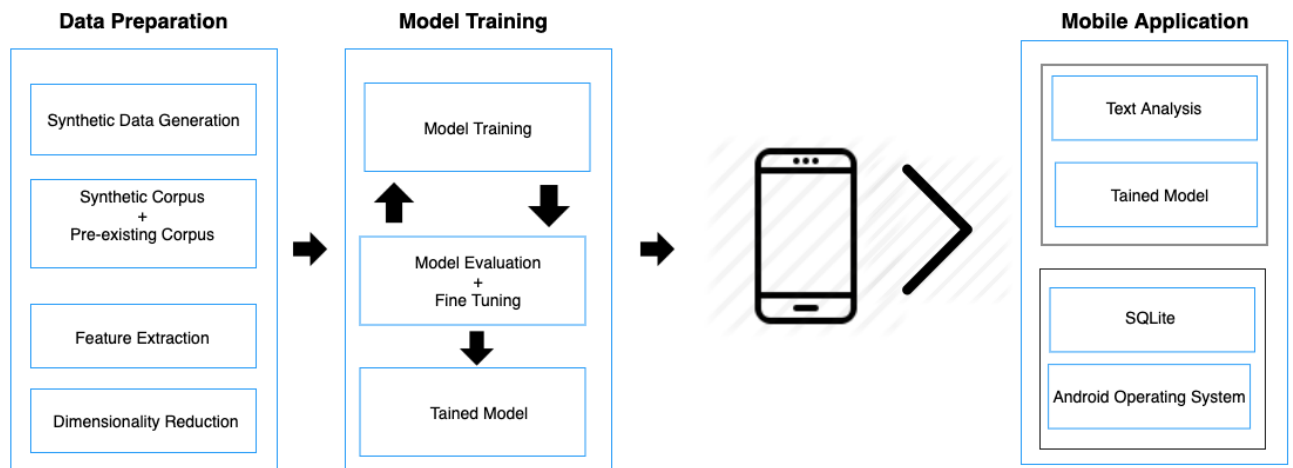 Data Preparation
Synthetic Data Generation
Synthetic Corpus
+
Pre-existing Corpus
Feature Extraction
Dimensionality Reduction
Model Training
Model Training
Model Evaluation
+
Fine Tuning
Tained Model
Mobile Application
Text Analysis
Tained Model
SQLite
Android Operating System